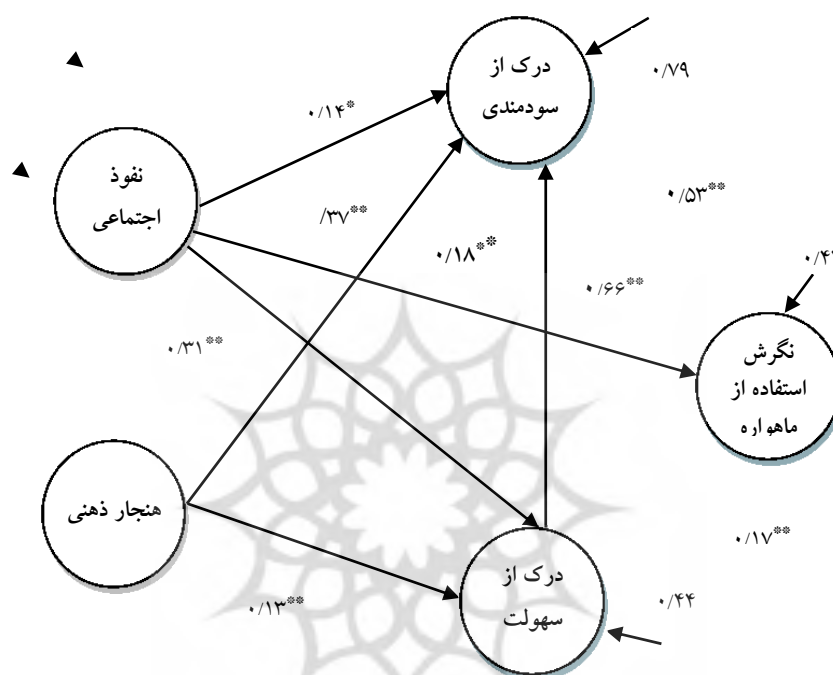 درک از
سودمندی
۰/۷۹
۰/۱۴*
نفوذ
اجتماعی
/۳۷**
۰/۱۸**
۰/۵۳**
۰/۶۶**
۰/۳۱**
نگرش
استفاده از
ماهواره
هنجار ذهنی
۰/۱۷**
درک از
سهولت
۰/۴۴
۰/۱۳**